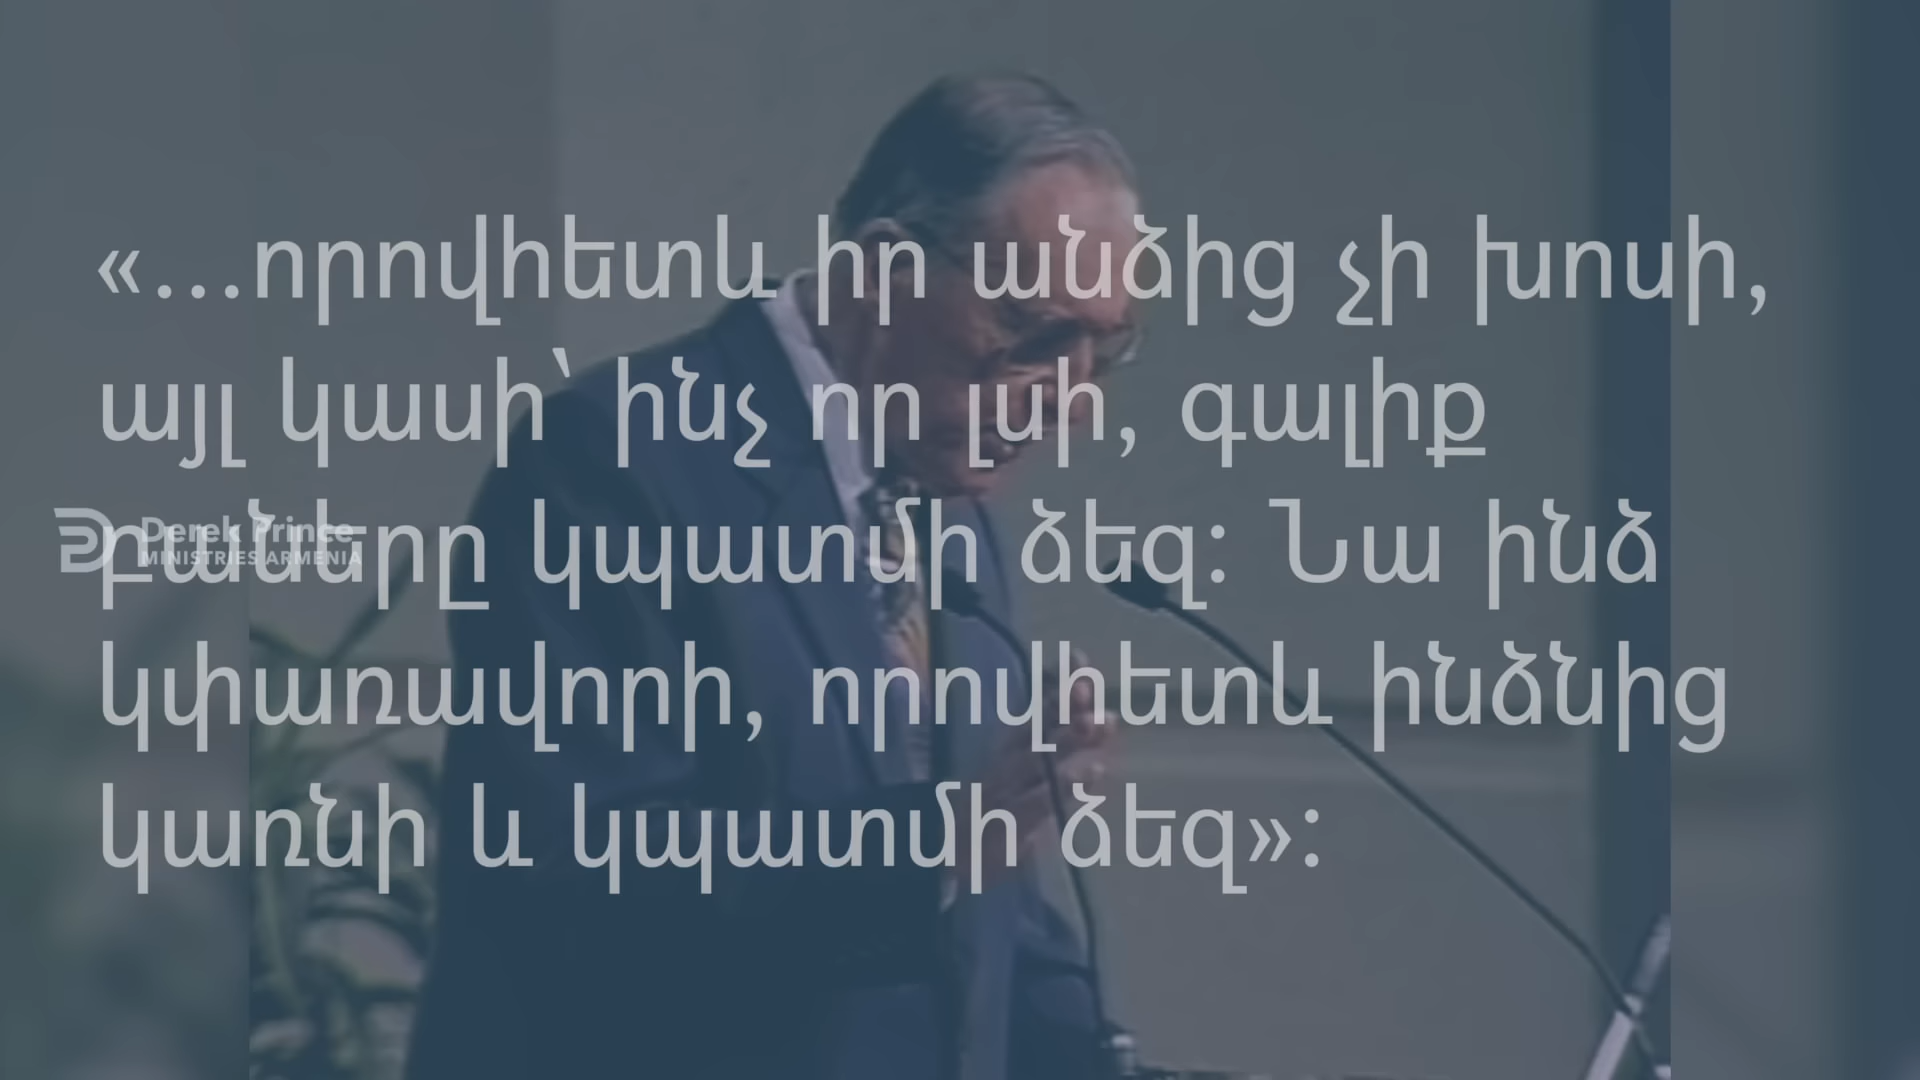 «...որովհետև իր անձից չի խոսի,
այլ կասի՝ ինչ որ լսի, գալիք
բաները կպատմի ձեզ: Նա ինձ
կփառավորի, որովհետև ինձնից
կառնի և կպատմի ձեզ»:
Derek Prince
MINISTRIES ARMENIA